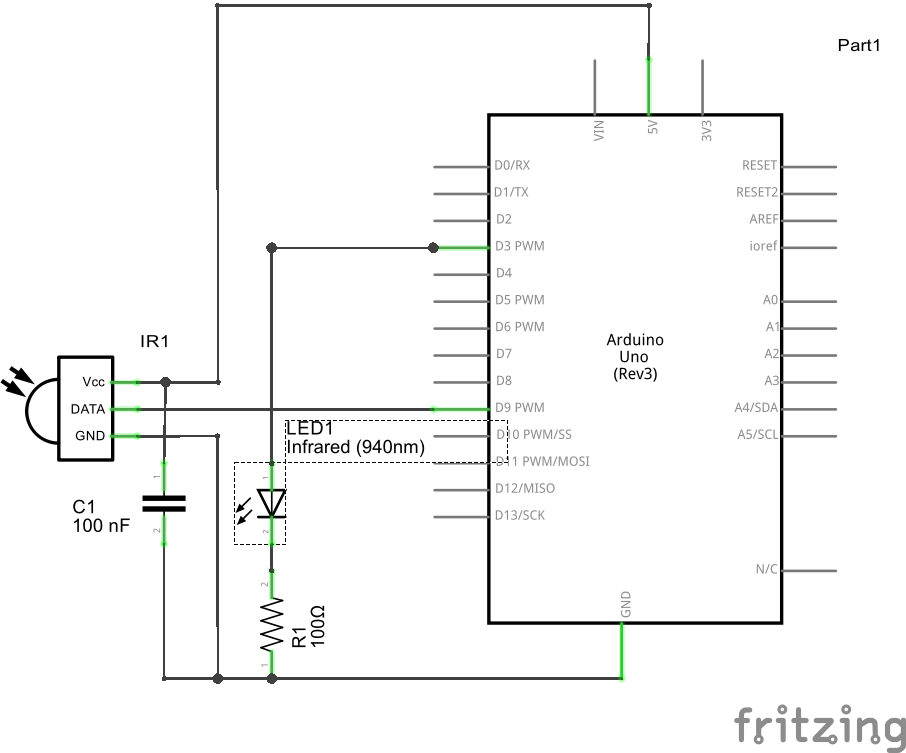 Part1
VIN
5V
3V3
D0/RX
RESET
D1/TX
RESET2
D2
AREF
D3 PWM
ioref
D4
D5 PWM
A0
D6 PWM
A1
IR1
Arduino
Uno
(Rev3)
D7
A2
Vcc
D8
A3
DATA
D9 PWM
A4/SDA
GND
LED1
Infrared (940nm)
D10 PWM/SS
A5/SCL
D11 PWM/MOSI
1
1
D12/MISO
C1
100 nF
D13/SCK
2
2
N/C
2
GND
R1
100Ω
1
fritzing